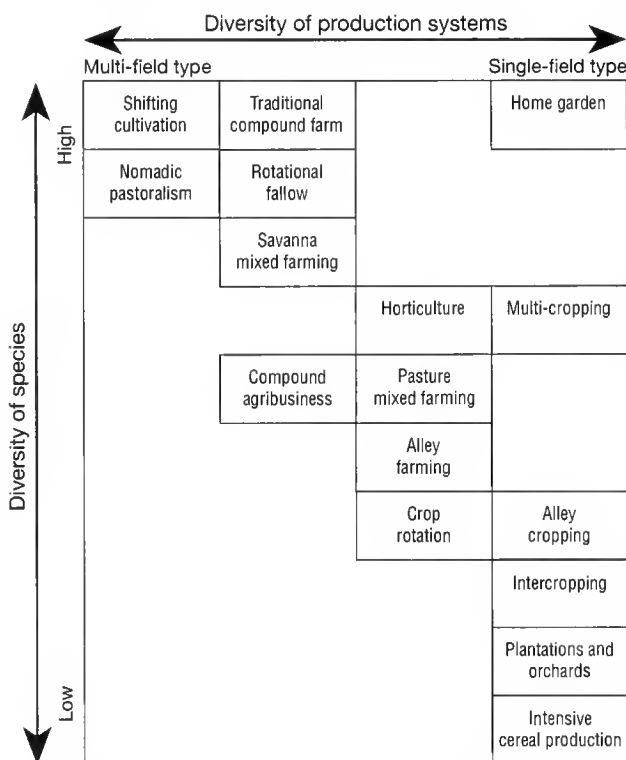 Diversity of production systems
Multi-field type
Single-field type
Diversity of species
High
Low
Shifting
cultivation
Traditional
compound farm
Home garden
Nomadic
pastoralism
Rotational
fallow
Savanna
mixed farming
Horticulture
Multi-cropping
Compound
agribusiness
Pasture
mixed farming
Alley
farming
Crop
rotation
Alley
cropping
Intercropping
Plantations and
orchards
Intensive
cereal production